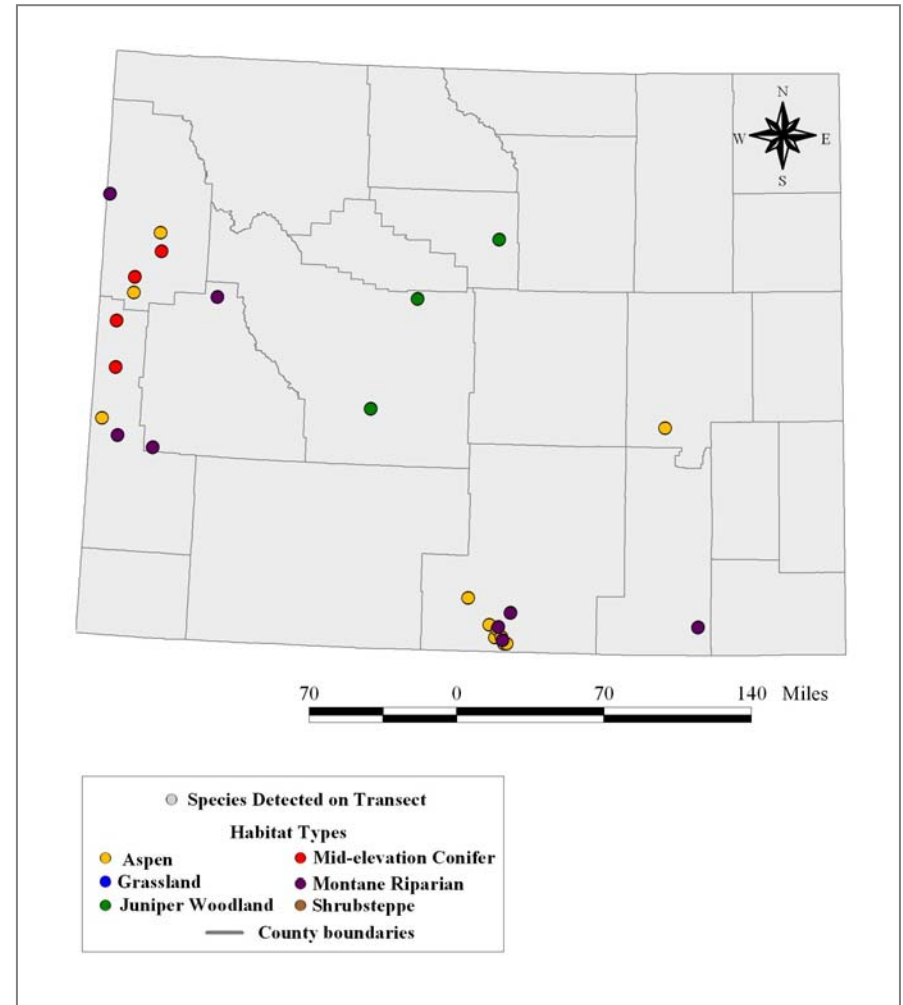 N
W E
S
70 0 70 140 Miles
Species Detected on Transect
Habitat Types
Aspen Mid-elevation Conifer
Grassland Montane Riparian
Juniper Woodland Shrubsteppe
County boundaries